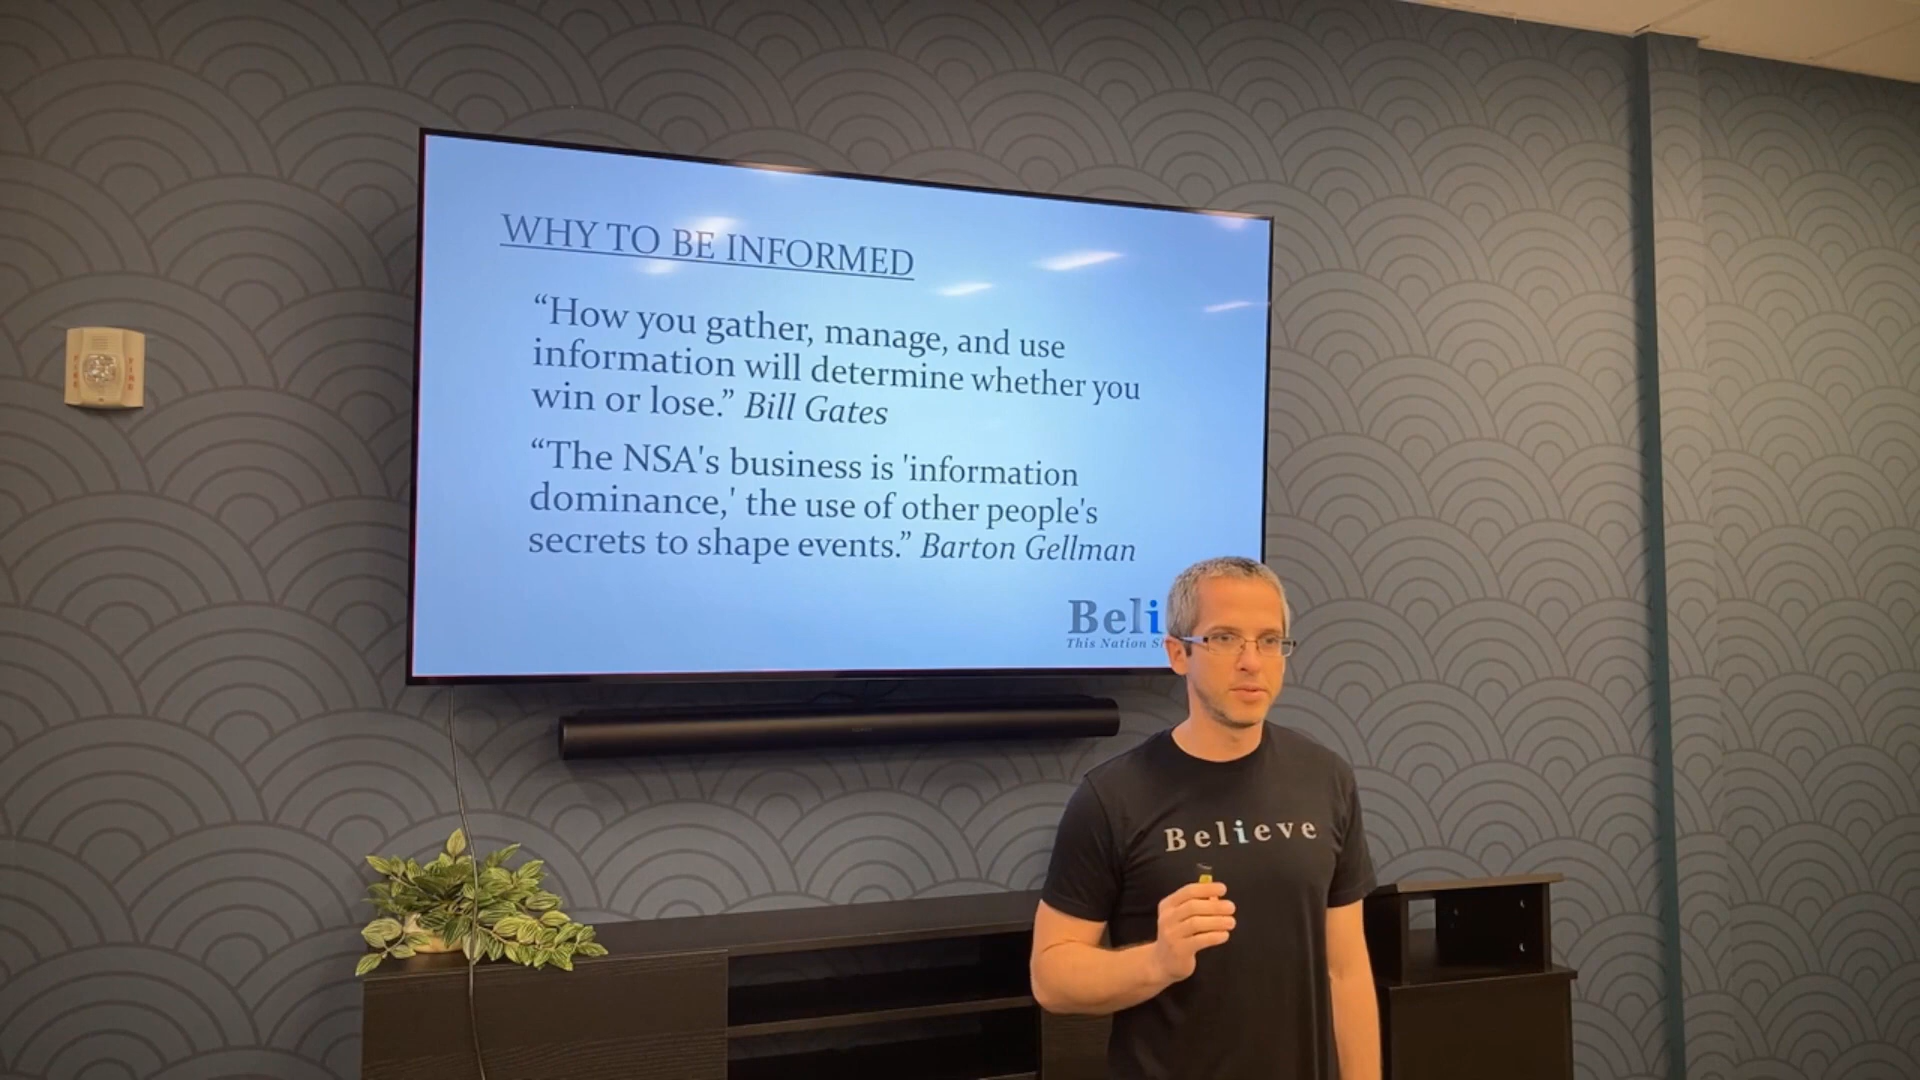 WHY TO BE INFORMED
“How you gather, manage, and use
information will determine whether you
win or lose.” Bill Gates
“The NSA's business is 'information
dominance,' the use of other people's
secrets to shape events.” Barton Gellman
Beli
This Nation
Believe
FIRE
FIRE